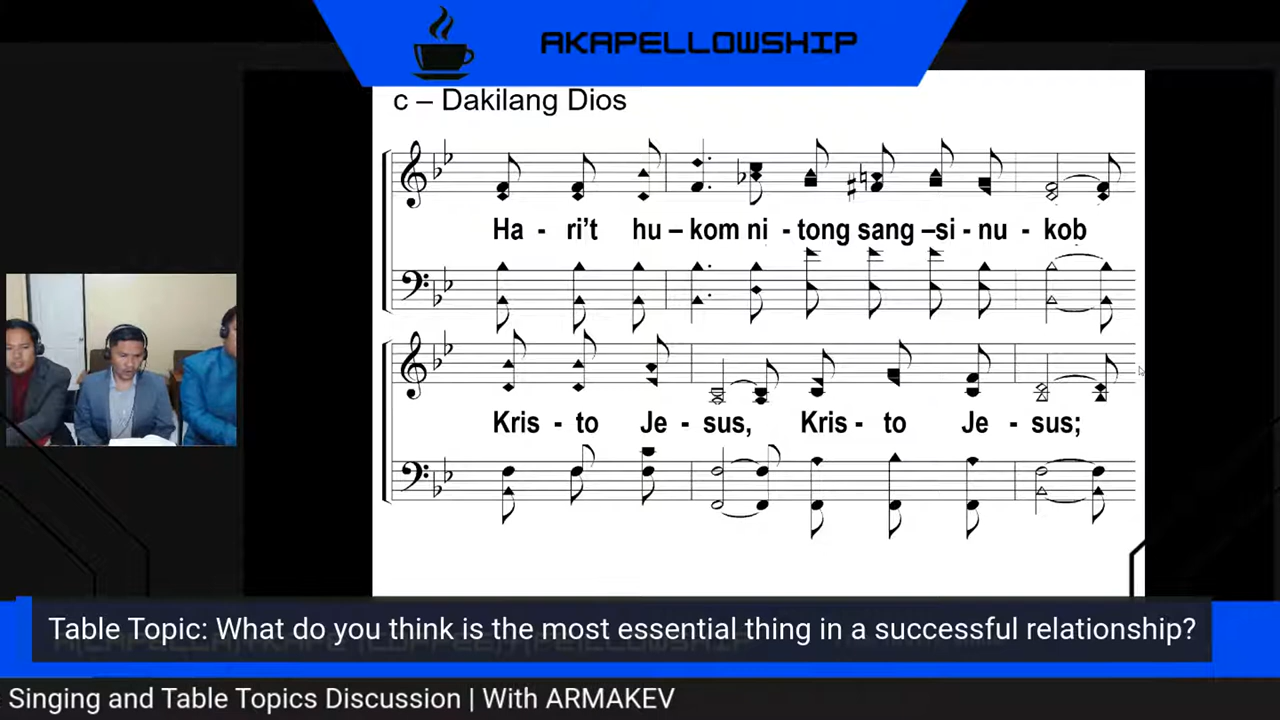 AKAPELLOWSHIP
c – Dakilang Dios
Ha - ri't hu – kom ni - tong sang –si - nu - kob
Kris - to Je - sus, Kris - to Je - sus;
Table Topic: What do you think is the most essential thing in a successful relationship?
Singing and Table Topics Discussion | With ARMAKEV